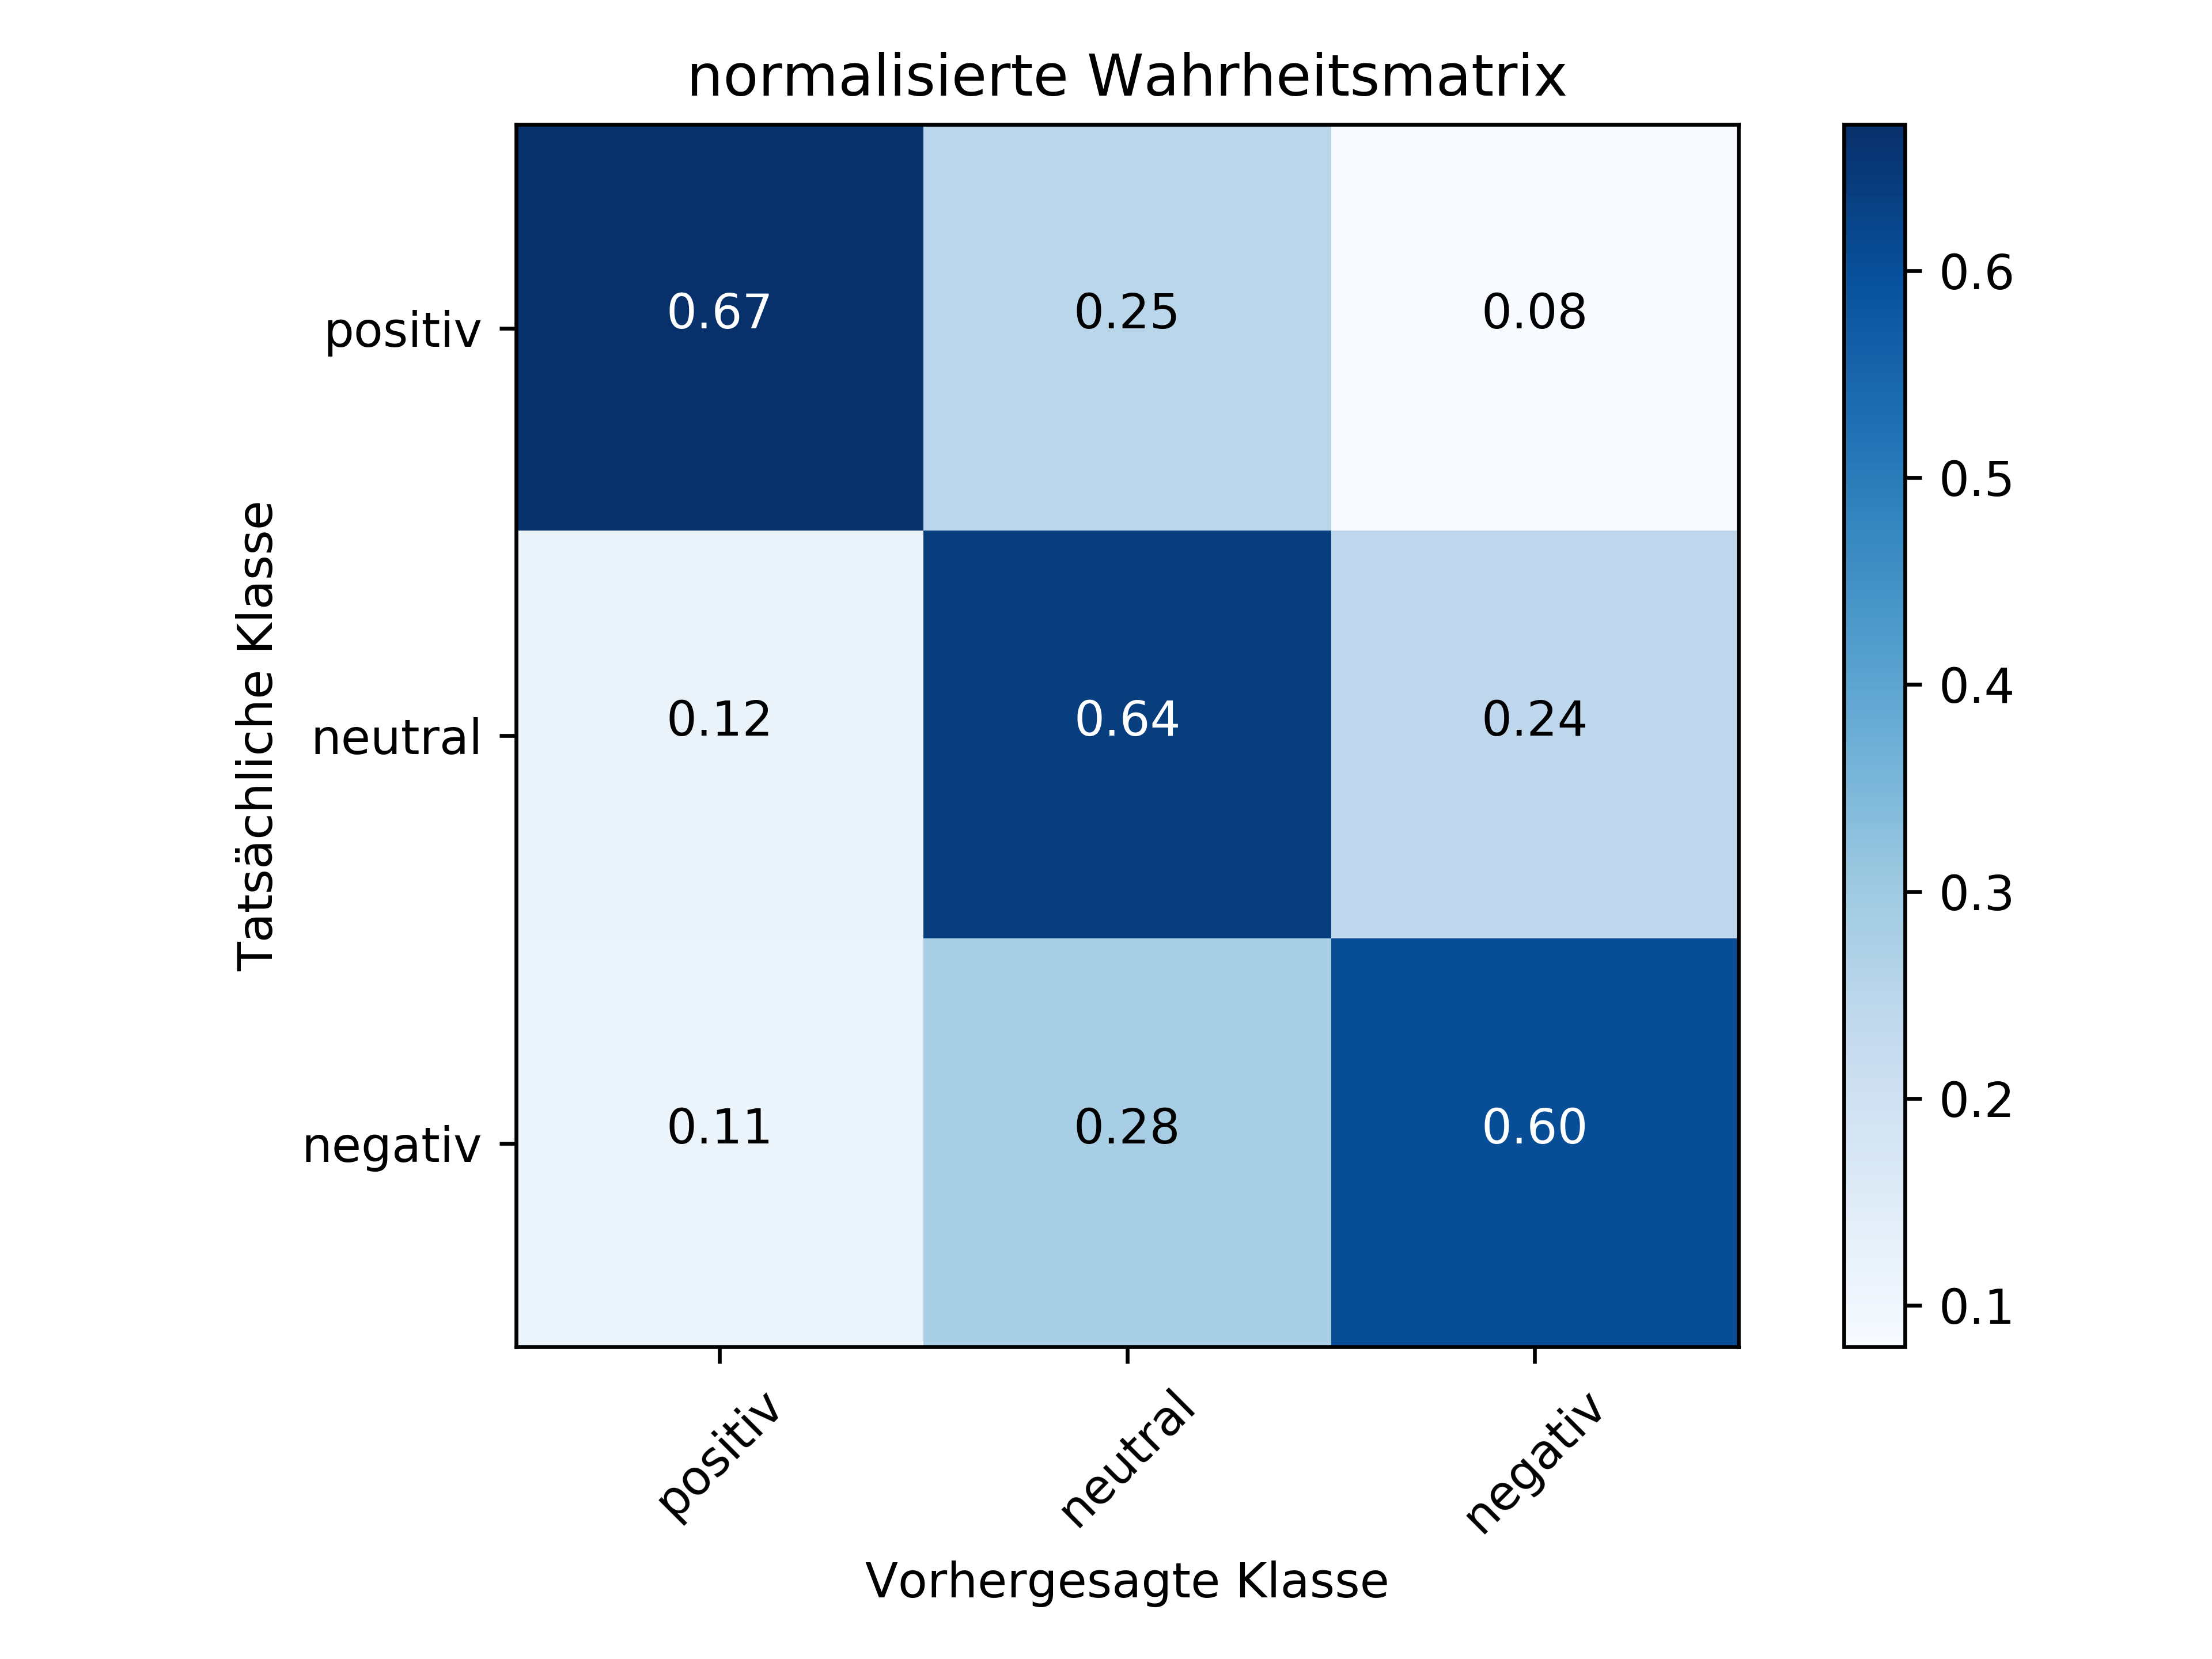 normalisierte Wahrheitsmatrix
Tatsächliche Klasse
positiv
0.67 0.25 0.08
neutral
0.12 0.64 0.24
negativ
0.11 0.28 0.60
positiv neutral negativ
Vorhergesagte Klasse
0.6
0.5
0.4
0.3
0.2
0.1